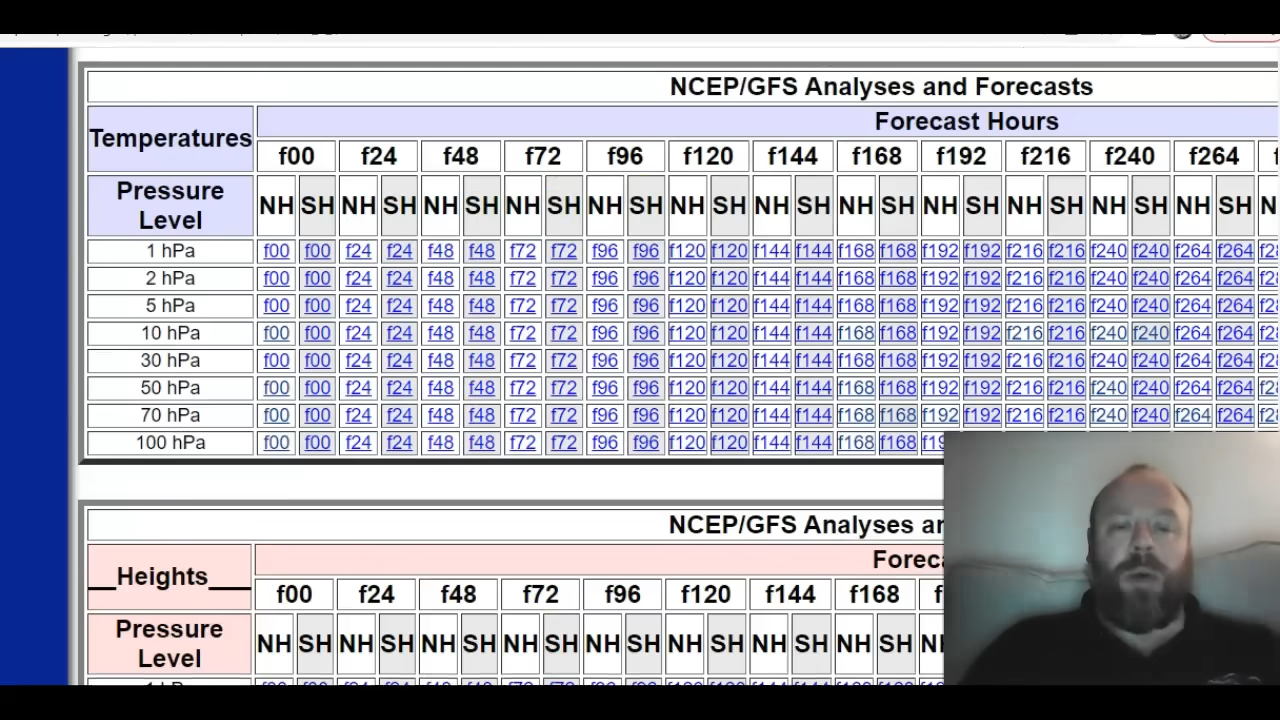 NCEP/GFS Analyses and Forecasts
Temperatures
Forecast Hours
f00 f24 f48 f72 f96 f120 f144 f168 f192 f216 f240 f264
Pressure
Level
NH SH NH SH NH SH NH SH NH SH NH SH NH SH NH SH NH SH NH SH NH SH NH SH
1 hPa f00 f00 f24 f24 f48 f48 f72 f72 f96 f96 f120 f120 f144 f144 f168 f168 f192 f192 f216 f216 f240 f240 f264 f264
2 hPa f00 f00 f24 f24 f48 f48 f72 f72 f96 f96 f120 f120 f144 f144 f168 f168 f192 f192 f216 f216 f240 f240 f264 f264
5 hPa f00 f00 f24 f24 f48 f48 f72 f72 f96 f96 f120 f120 f144 f144 f168 f168 f192 f192 f216 f216 f240 f240 f264 f264
10 hPa f00 f00 f24 f24 f48 f48 f72 f72 f96 f96 f120 f120 f144 f144 f168 f168 f192 f192 f216 f216 f240 f240 f264 f264
30 hPa f00 f00 f24 f24 f48 f48 f72 f72 f96 f96 f120 f120 f144 f144 f168 f168 f192 f192 f216 f216 f240 f240 f264 f264
50 hPa f00 f00 f24 f24 f48 f48 f72 f72 f96 f96 f120 f120 f144 f144 f168 f168 f192 f192 f216 f216 f240 f240 f264 f264
70 hPa f00 f00 f24 f24 f48 f48 f72 f72 f96 f96 f120 f120 f144 f144 f168 f168 f192 f192 f216 f216 f240 f240 f264 f264
100 hPa f00 f00 f24 f24 f48 f48 f72 f72 f96 f96 f120 f120 f144 f144 f168 f168
NCEP/GFS Analyses
__Heights__
f00 f24 f48 f72 f96 f120 f144 f168
Pressure
Level
NH SH NH SH NH SH NH SH NH SH NH SH NH SH NH SH